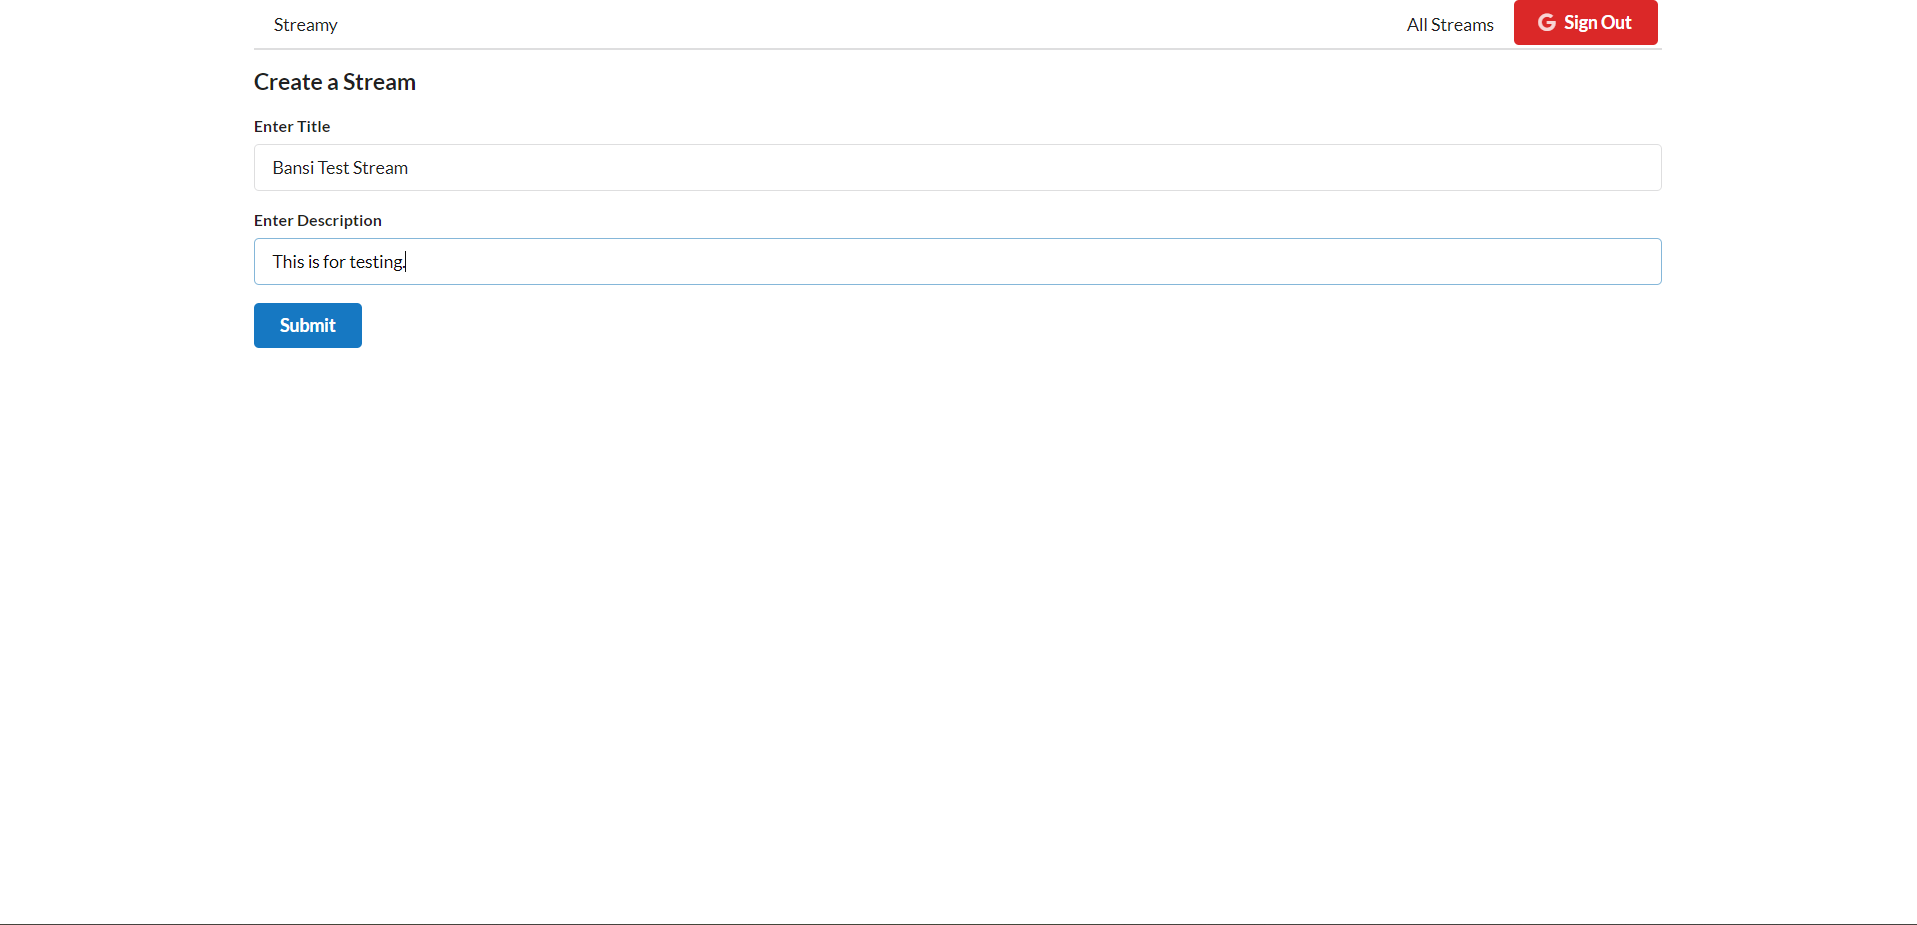 Streamy
All Streams
Sign Out
Create a Stream
Enter Title
Bansi Test Stream
Enter Description
This is for testing.
Submit